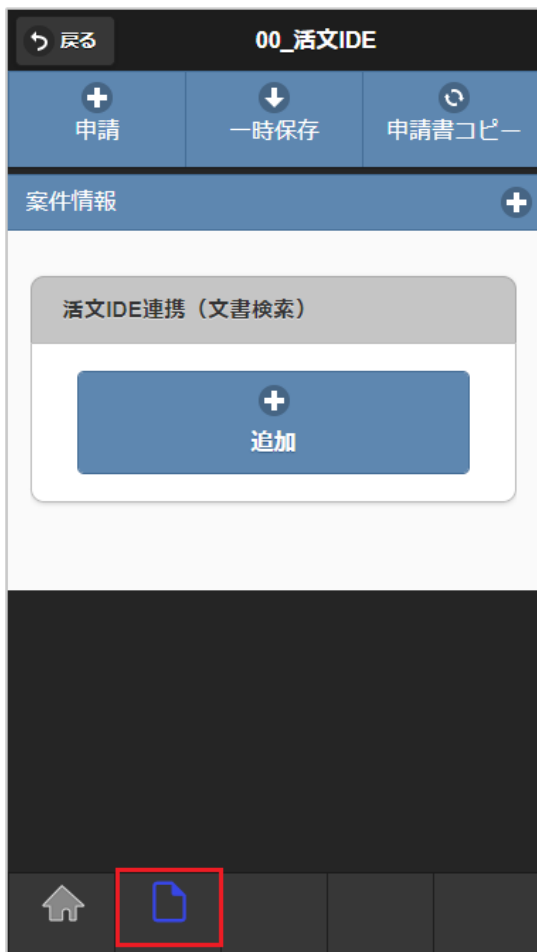 戻る
00_活文IDE
申請
一時保存
申請書コピー
案件情報
活文IDE連携（文書検索）
追加